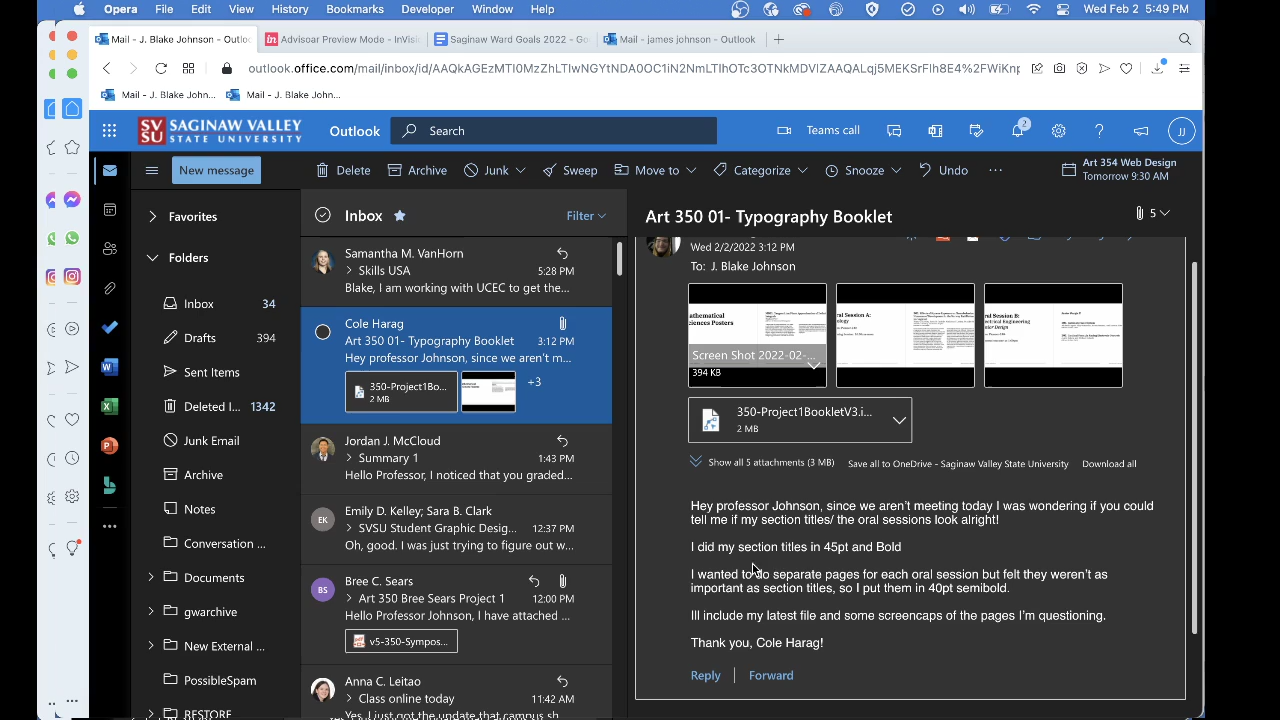 Opera File Edit View History Bookmarks Developer Window Help
Wed Feb 2 5:49 PM
Mail - J. Blake Johnson - Outloo
Advisoar Preview Mode - InVisi
Saginaw Ward Goals 2022 - Go
Mail - james johnson - Outlook
outlook.office.com/mail/inbox/id/
Mail - J. Blake John...
Mail - J. Blake John...
SV
SU
SAGINAW VALLEY
STATE UNIVERSITY
Outlook
Search
Teams call
2
JJ
New message
Delete
Archive
Junk
Sweep
Move to
Categorize
Snooze
Undo
Art 354 Web Design
Tomorrow 9:30 AM
Favorites
Folders
Inbox 34
Drafts 394
Sent Items
Deleted I... 1342
Junk Email
Archive
Notes
Conversation ...
Documents
gwarchive
New External ...
PossibleSpam
RESTORE
Inbox
Filter
Samantha M. VanHorn
Skills USA 5:28 PM
Blake, I am working with UCEC to get the...
Cole Harag
Art 350 01- Typography Booklet 3:12 PM
Hey professor Johnson, since we aren't m...
350-Project1Bo...
2 MB
+3
Jordan J. McCloud
Summary 1 1:43 PM
Hello Professor, I noticed that you graded...
EK
Emily D. Kelley; Sara B. Clark
SVSU Student Graphic Desig... 12:37 PM
Oh, good. I was just trying to figure out w...
BS
Bree C. Sears
Art 350 Bree Sears Project 1 12:00 PM
Hello Professor Johnson, I have attached ...
v5-350-Sympos...
Anna C. Leitao
Class online today 11:42 AM
Yes, I just got the update that campus sh
Art 350 01- Typography Booklet
5
Wed 2/2/2022 3:12 PM
To: J. Blake Johnson
Screen Shot 2022-02-...
394 KB
350-Project1BookletV3.i...
2 MB
Show all 5 attachments (3 MB) Save all to OneDrive - Saginaw Valley State University Download all
Hey professor Johnson, since we aren't meeting today I was wondering if you could
tell me if my section titles/ the oral sessions look alright!
I did my section titles in 45pt and Bold
I wanted to do separate pages for each oral session but felt they weren't as
important as section titles, so I put them in 40pt semibold.
Ill include my latest file and some screencaps of the pages I'm questioning.
Thank you, Cole Harag!
Reply
Forward